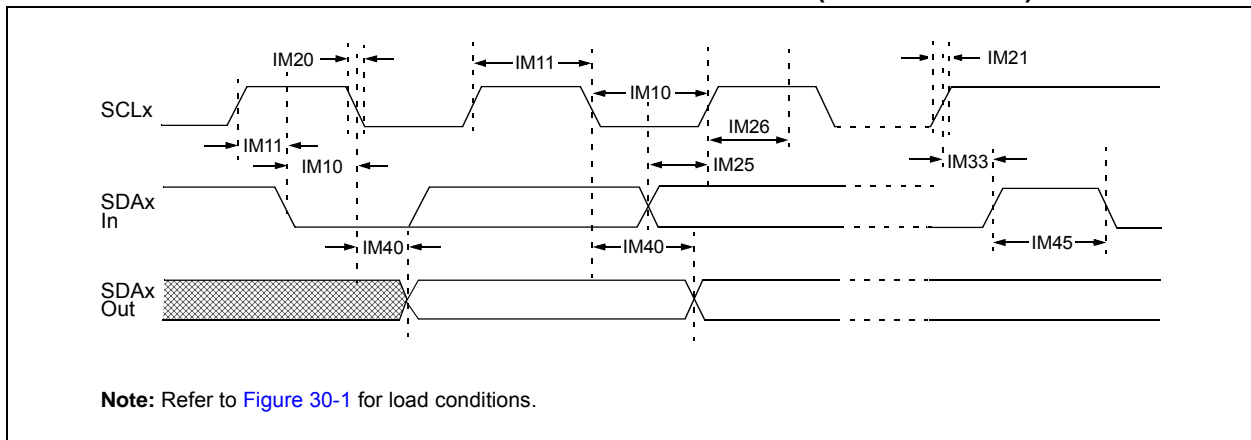 IM20
IM11
IM21
SCLx
IM10
IM26
IM11
IM10
IM25
IM33
SDAx
In
IM40
IM40
IM45
SDAx
Out
Note: Refer to Figure 30-1 for load conditions.